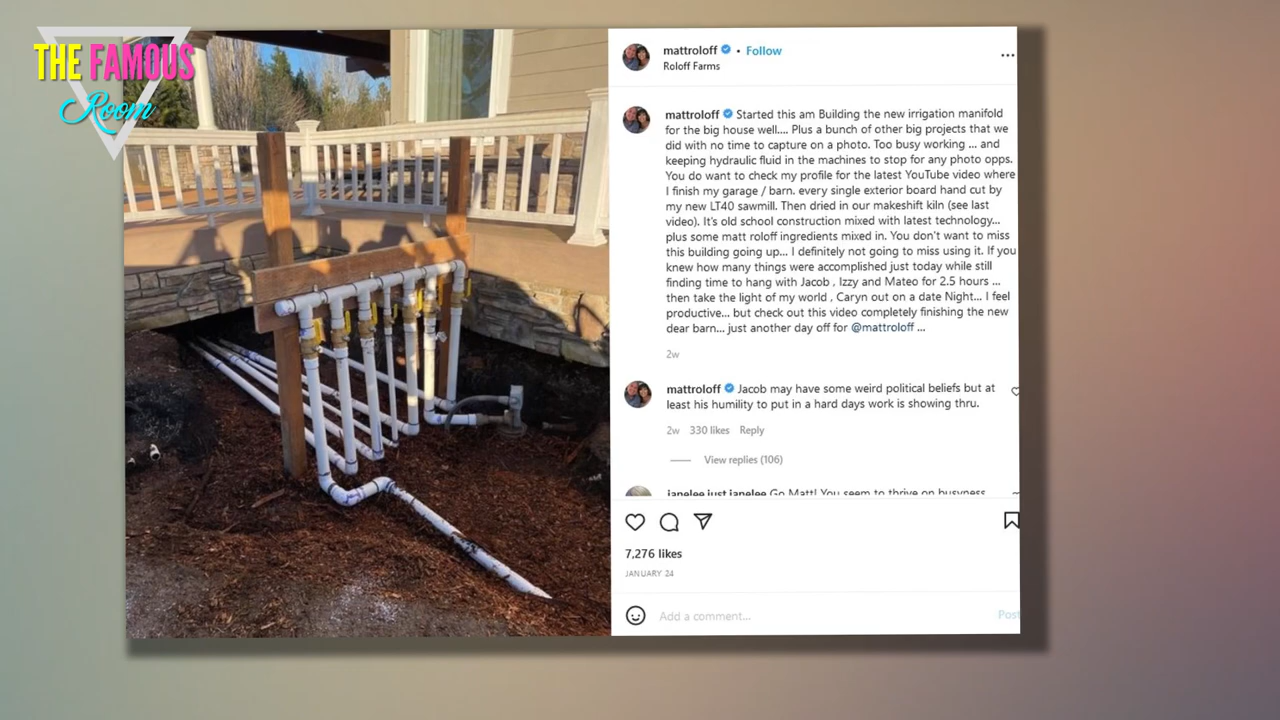 THE FAMOUS
Room
mattroloff • Follow
Roloff Farms
mattroloff Started this am Building the new irrigation manifold
for the big house well.... Plus a bunch of other big projects that we
did with no time to capture on a photo. Too busy working ... and
keeping hydraulic fluid in the machines to stop for any photo opps.
You do want to check my profile for the latest YouTube video where
I finish my garage / barn. every single exterior board hand cut by
my new LT40 sawmill. Then dried in our makeshift kiln (see last
video). It's old school construction mixed with latest technology...
plus some matt roloff ingredients mixed in. You don't want to miss
this building going up... I definitely not going to miss using it. If you
knew how many things were accomplished just today while still
finding time to hang with Jacob , Izzy and Mateo for 2.5 hours ...
then take the light of my world , Caryn out on a date Night... I feel
productive... but check out this video completely finishing the new
dear barn... just another day off for @mattroloff ...
2w
mattroloff Jacob may have some weird political beliefs but at
least his humility to put in a hard days work is showing thru.
2w 330 likes Reply
View replies (106)
janelee just janelee Go Matt! You seem to thrive on busyness
7,276 likes
JANUARY 24
Add a comment...
Post